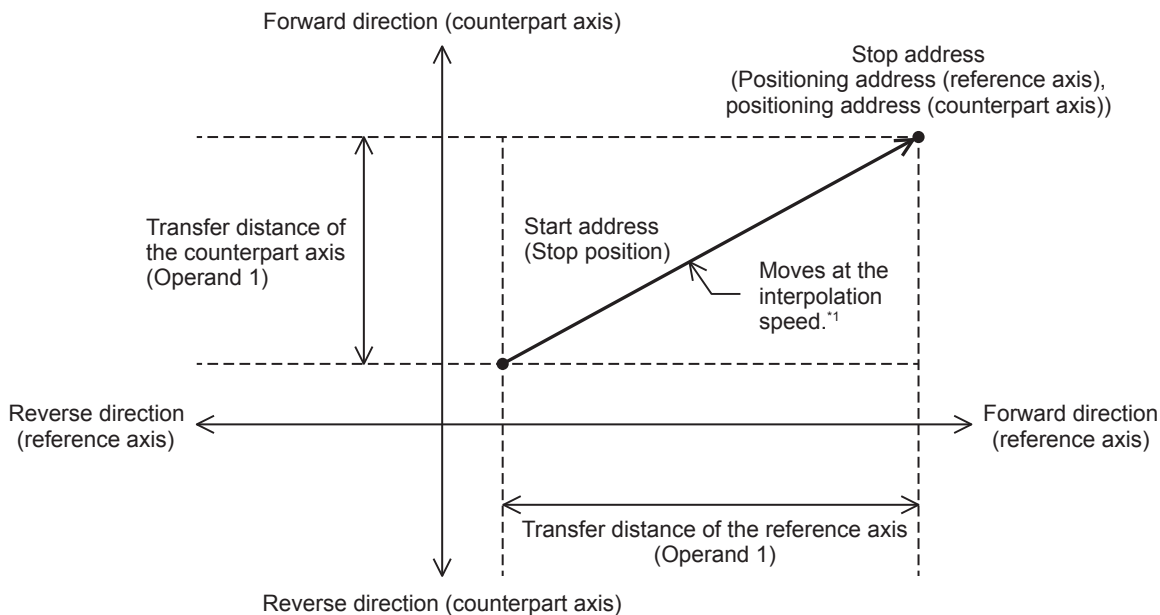 Forward direction (counterpart axis)
Stop address
(Positioning address (reference axis),
positioning address (counterpart axis))
Transfer distance of
the counterpart axis
(Operand 1)
Start address
(Stop position)
Moves at the
interpolation
speed.*1
Reverse direction
(reference axis)
Forward direction
(reference axis)
Transfer distance of the reference axis
(Operand 1)
Reverse direction (counterpart axis)